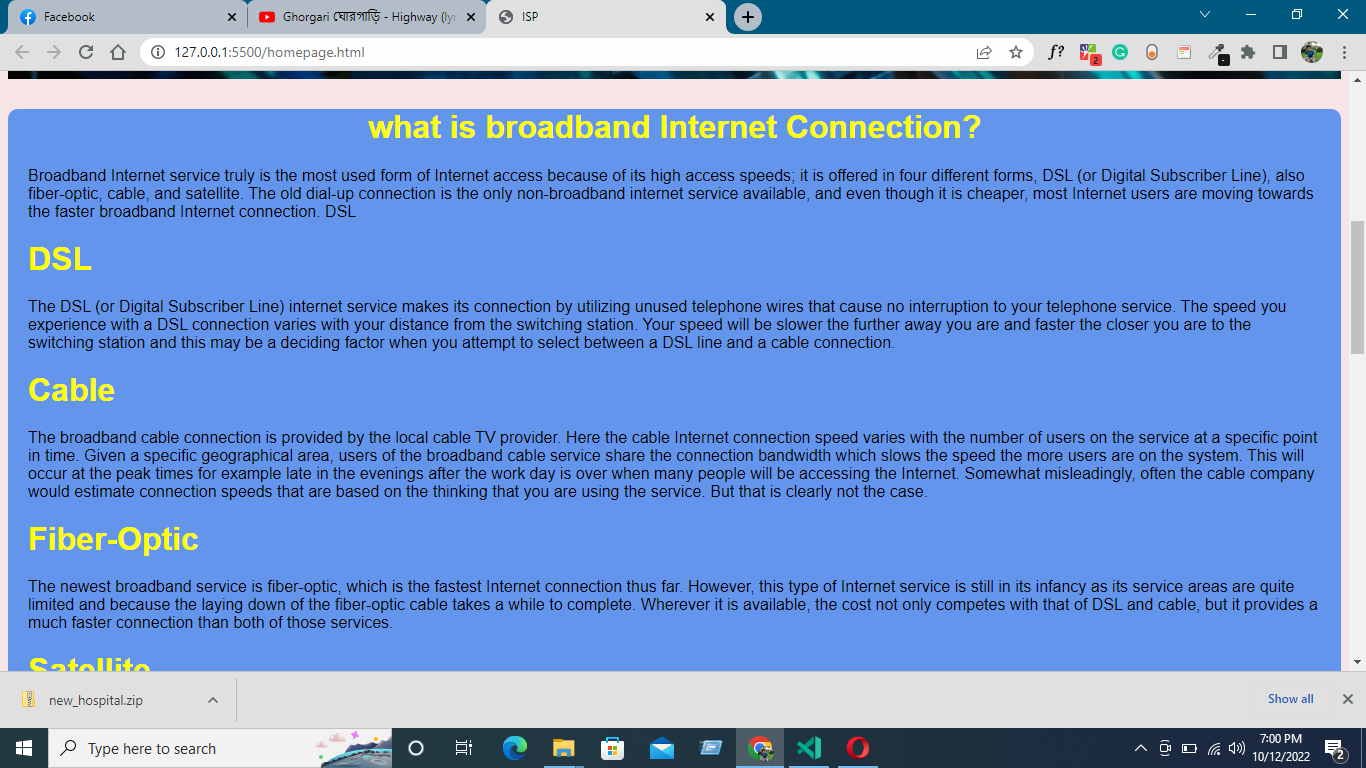 Facebook
Ghorgari ঘোরগাড়ি - Highway (lyr
ISP
127.0.0.1:5500/homepage.html
f?
2
what is broadband Internet Connection?
Broadband Internet service truly is the most used form of Internet access because of its high access speeds; it is offered in four different forms, DSL (or Digital Subscriber Line), also
fiber-optic, cable, and satellite. The old dial-up connection is the only non-broadband internet service available, and even though it is cheaper, most Internet users are moving towards
the faster broadband Internet connection. DSL
DSL
The DSL (or Digital Subscriber Line) internet service makes its connection by utilizing unused telephone wires that cause no interruption to your telephone service. The speed you
experience with a DSL connection varies with your distance from the switching station. Your speed will be slower the further away you are and faster the closer you are to the
switching station and this may be a deciding factor when you attempt to select between a DSL line and a cable connection.
Cable
The broadband cable connection is provided by the local cable TV provider. Here the cable Internet connection speed varies with the number of users on the service at a specific point
in time. Given a specific geographical area, users of the broadband cable service share the connection bandwidth which slows the speed the more users are on the system. This will
occur at the peak times for example late in the evenings after the work day is over when many people will be accessing the Internet. Somewhat misleadingly, often the cable company
would estimate connection speeds that are based on the thinking that you are using the service. But that is clearly not the case.
Fiber-Optic
The newest broadband service is fiber-optic, which is the fastest Internet connection thus far. However, this type of Internet service is still in its infancy as its service areas are quite
limited and because the laying down of the fiber-optic cable takes a while to complete. Wherever it is available, the cost not only competes with that of DSL and cable, but it provides a
much faster connection than both of those services.
Satellite
new_hospital.zip
Show all
Type here to search
7:00 PM
10/12/2022
2